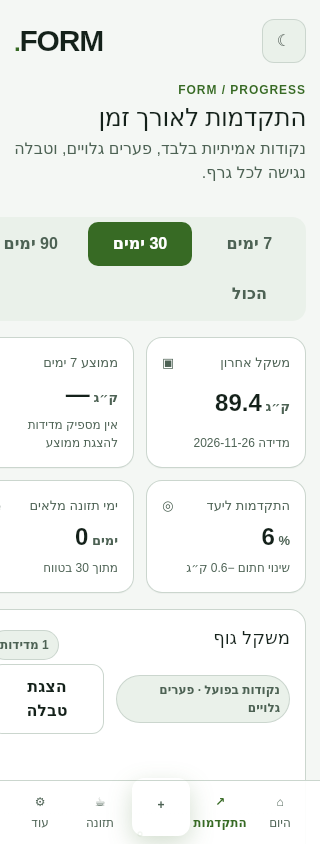 FORM.
FORM / PROGRESS
התקדמות לאורך זמן
נקודות אמיתיות בלבד, פערים גלויים, וטבלה
נגישה לכל גרף.
7 ימים
30 ימים
90 ימים
הכול
משקל אחרון
89.4 ק״ג
מדידה 2026-11-26
ממוצע 7 ימים
— ק״ג
אין מספיק מדידות
להצגת ממוצע
התקדמות ליעד
6 %
שינוי חתום −0.6 ק״ג
ימי תזונה מלאים
0 ימים
מתוך 30 בטווח
משקל גוף
1 מדידות
נקודות בפועל · פערים
גלויים
הצגת
טבלה
היום
התקדמות
+
תזונה
עוד